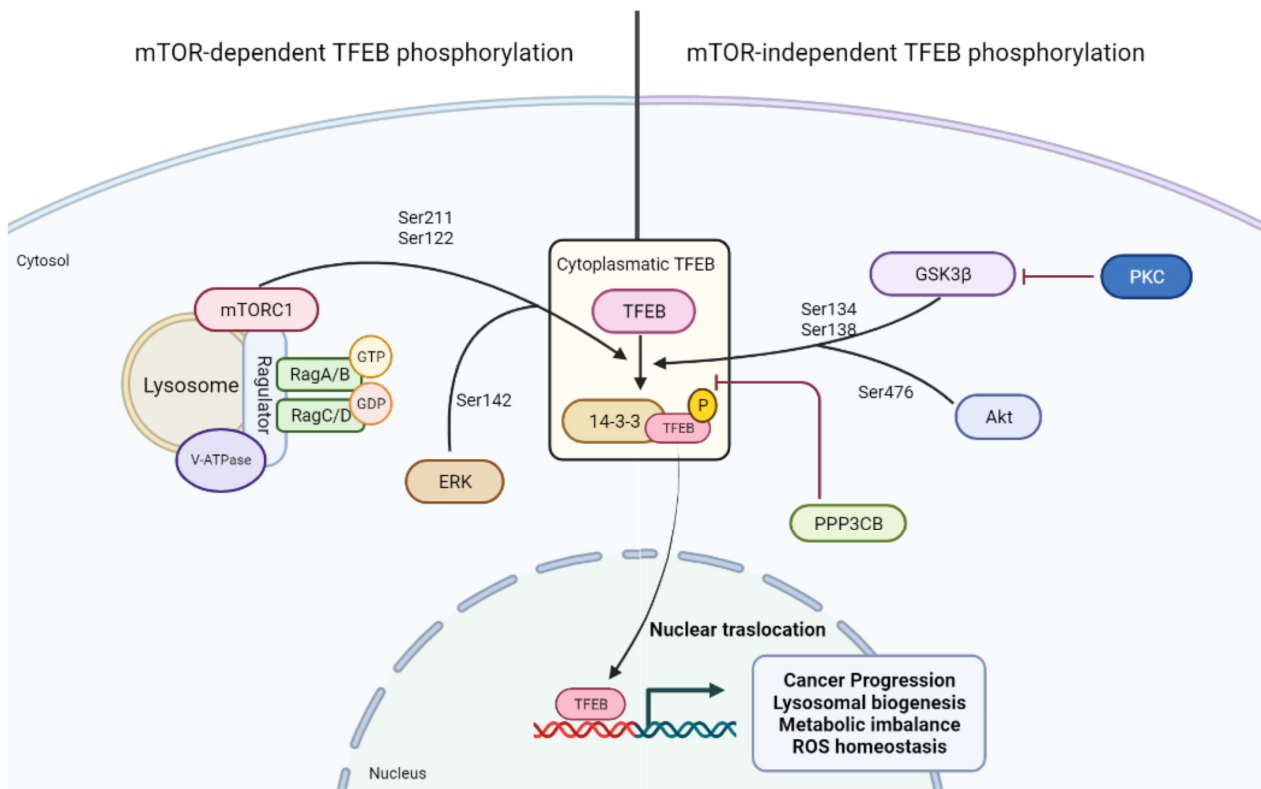 mTOR-dependent TFEB phosphorylation
mTOR-independent TFEB phosphorylation
Cytosol
Ser211
Ser122
mTORC1
Lysosome
Ragulator
RagA/B
GTP
RagC/D
GDP
V-ATPase
Ser142
ERK
Cytoplasmatic TFEB
TFEB
14-3-3
TFEB
P
GSK3β
PKC
Ser134
Ser138
Ser476
Akt
PPP3CB
Nuclear traslocation
TFEB
Cancer Progression
Lysosomal biogenesis
Metabolic imbalance
ROS homeostasis
Nucleus